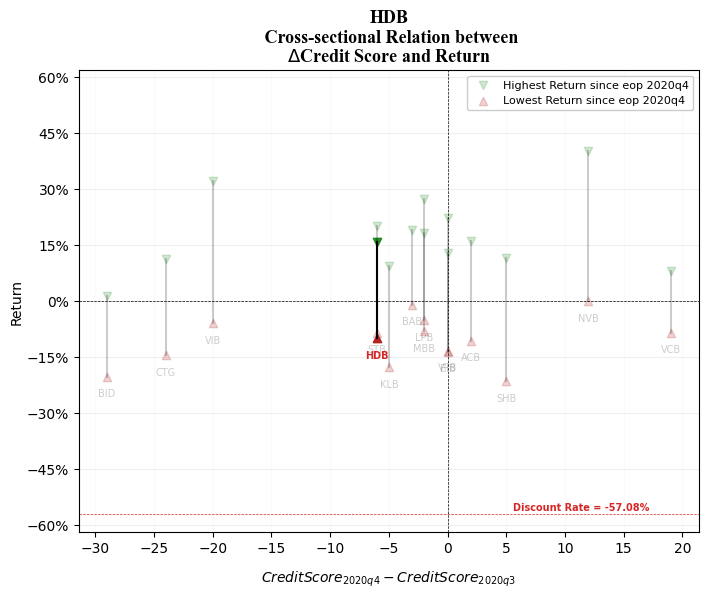 HDB
Cross-sectional Relation between
ΔCredit Score and Return
Highest Return since eop 2020q4
Lowest Return since eop 2020q4
60%
45%
30%
15%
0%
−15%
−30%
−45%
−60%
Return
BID
CTG
VIB
STB
HDB
KLB
BAB
LPB
MBB
ACB
SHB
NVB
VCB
Discount Rate = -57.08%
−30 −25 −20 −15 −10 −5 0 5 10 15 20
CreditScore2020q4 − CreditScore2020q3